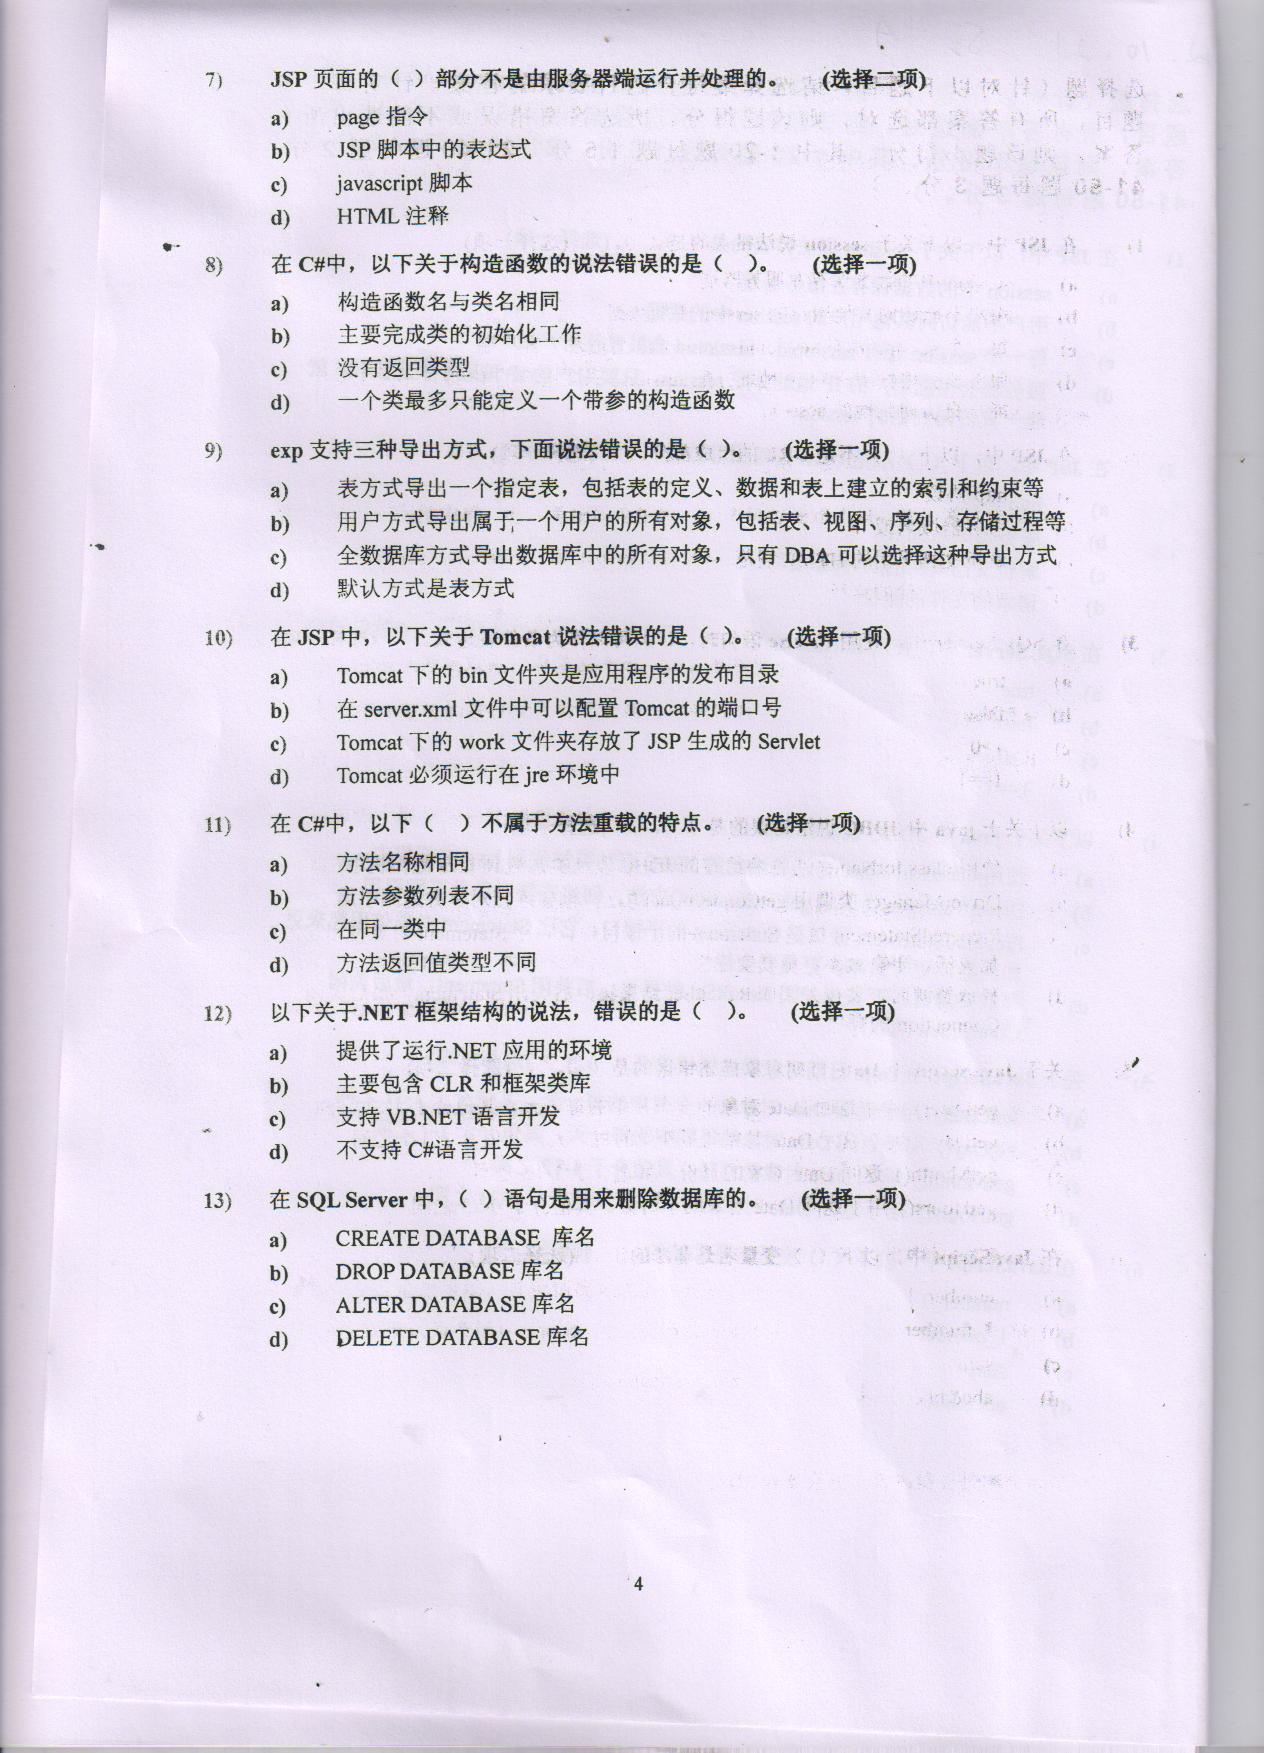 7) JSP 页面的（ ）部分不是由服务器端运行并处理的。 (选择一项)
a) page 指令
b) JSP 脚本中的表达式
c) javascript 脚本
d) HTML 注释
8) 在 C#中，以下关于构造函数的说法错误的是（ ）。 (选择一项)
a) 构造函数名与类名相同
b) 主要完成类的初始化工作
c) 没有返回类型
d) 一个类最多只能定义一个带参的构造函数
9) exp 支持三种导出方式，下面说法错误的是（ ）。 (选择一项)
a) 表方式导出一个指定表，包括表的定义、数据和表上建立的索引和约束等
b) 用户方式导出属于一个用户的所有对象，包括表、视图、序列、存储过程等
c) 全数据库方式导出数据库中的所有对象，只有 DBA 可以选择这种导出方式
d) 默认方式是表方式
10) 在 JSP 中，以下关于 Tomcat 说法错误的是（ ）。 (选择一项)
a) Tomcat 下的 bin 文件夹是应用程序的发布目录
b) 在 server.xml 文件中可以配置 Tomcat 的端口号
c) Tomcat 下的 work 文件夹存放了 JSP 生成的 Servlet
d) Tomcat 必须运行在 jre 环境中
11) 在 C#中，以下（ ）不属于方法重载的特点。 (选择一项)
a) 方法名称相同
b) 方法参数列表不同
c) 在同一类中
d) 方法返回值类型不同
12) 以下关于.NET 框架结构的说法，错误的是（ ）。 (选择一项)
a) 提供了运行.NET 应用的环境
b) 主要包含 CLR 和框架类库
c) 支持 VB.NET 语言开发
d) 不支持 C#语言开发
13) 在 SQL Server 中，（ ）语句是用来删除数据库的。 (选择一项)
a) CREATE DATABASE 库名
b) DROP DATABASE 库名
c) ALTER DATABASE 库名
d) DELETE DATABASE 库名
4